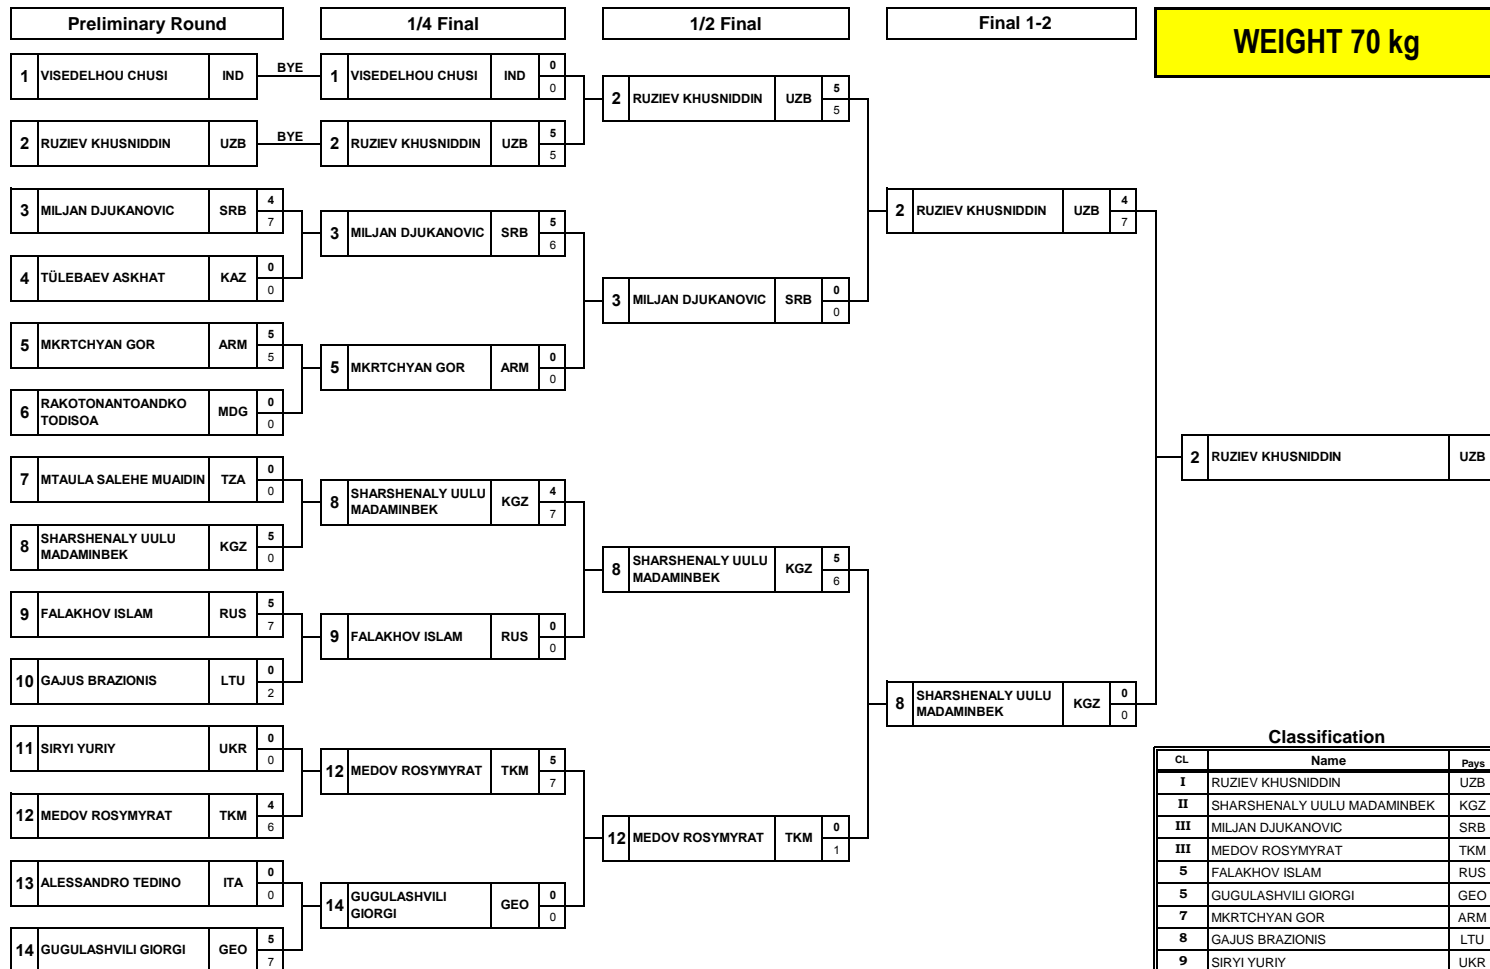 Preliminary Round
1/4 Final
1/2 Final
Final 1-2
WEIGHT 70 kg
1 VISEDELHOU CHUSI IND
BYE
2 RUZIEV KHUSNIDDIN UZB
BYE
3 MILJAN DJUKANOVIC SRB 4
7
4 TÜLEBAEV ASKHAT KAZ 0
0
5 MKRTCHYAN GOR ARM 5
5
6 RAKOTONANTOANDKO
TODISOA MDG 0
0
7 MTAULA SALEHE MUAIDIN TZA 0
0
8 SHARSHENALY UULU
MADAMINBEK KGZ 5
0
9 FALAKHOV ISLAM RUS 5
7
10 GAJUS BRAZIONIS LTU 0
2
11 SIRYI YURIY UKR 0
0
12 MEDOV ROSYMYRAT TKM 4
6
13 ALESSANDRO TEDINO ITA 0
0
14 GUGULASHVILI GIORGI GEO 5
7
1 VISEDELHOU CHUSI IND 0
0
2 RUZIEV KHUSNIDDIN UZB 5
5
3 MILJAN DJUKANOVIC SRB 5
6
5 MKRTCHYAN GOR ARM 0
0
8 SHARSHENALY UULU
MADAMINBEK KGZ 4
7
9 FALAKHOV ISLAM RUS 0
0
12 MEDOV ROSYMYRAT TKM 5
7
14 GUGULASHVILI
GIORGI GEO 0
0
2 RUZIEV KHUSNIDDIN UZB 5
5
3 MILJAN DJUKANOVIC SRB 0
0
8 SHARSHENALY UULU
MADAMINBEK KGZ 5
6
12 MEDOV ROSYMYRAT TKM 0
1
2 RUZIEV KHUSNIDDIN UZB 4
7
8 SHARSHENALY UULU
MADAMINBEK KGZ 0
0
2 RUZIEV KHUSNIDDIN UZB
Classification
CL Name Pays
I RUZIEV KHUSNIDDIN UZB
II SHARSHENALY UULU MADAMINBEK KGZ
III MILJAN DJUKANOVIC SRB
III MEDOV ROSYMYRAT TKM
5 FALAKHOV ISLAM RUS
5 GUGULASHVILI GIORGI GEO
7 MKRTCHYAN GOR ARM
8 GAJUS BRAZIONIS LTU
9 SIRYI YURIY UKR